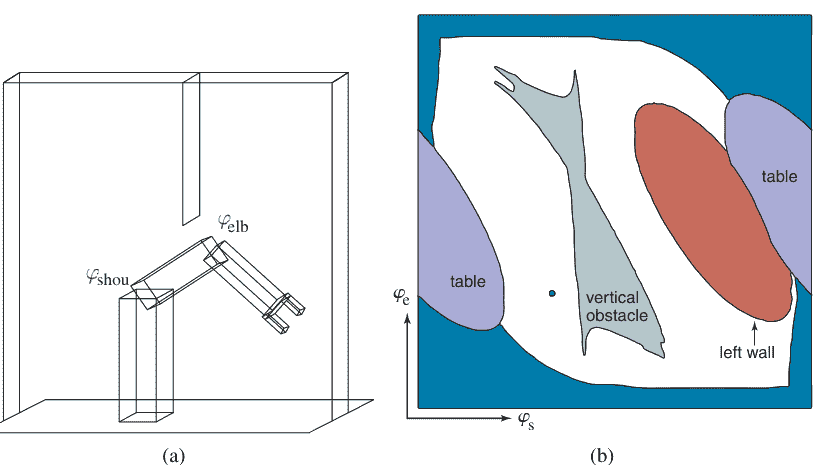 φelb
φshou
(a)
table
table
vertical
obstacle
left wall
φe
φs
(b)